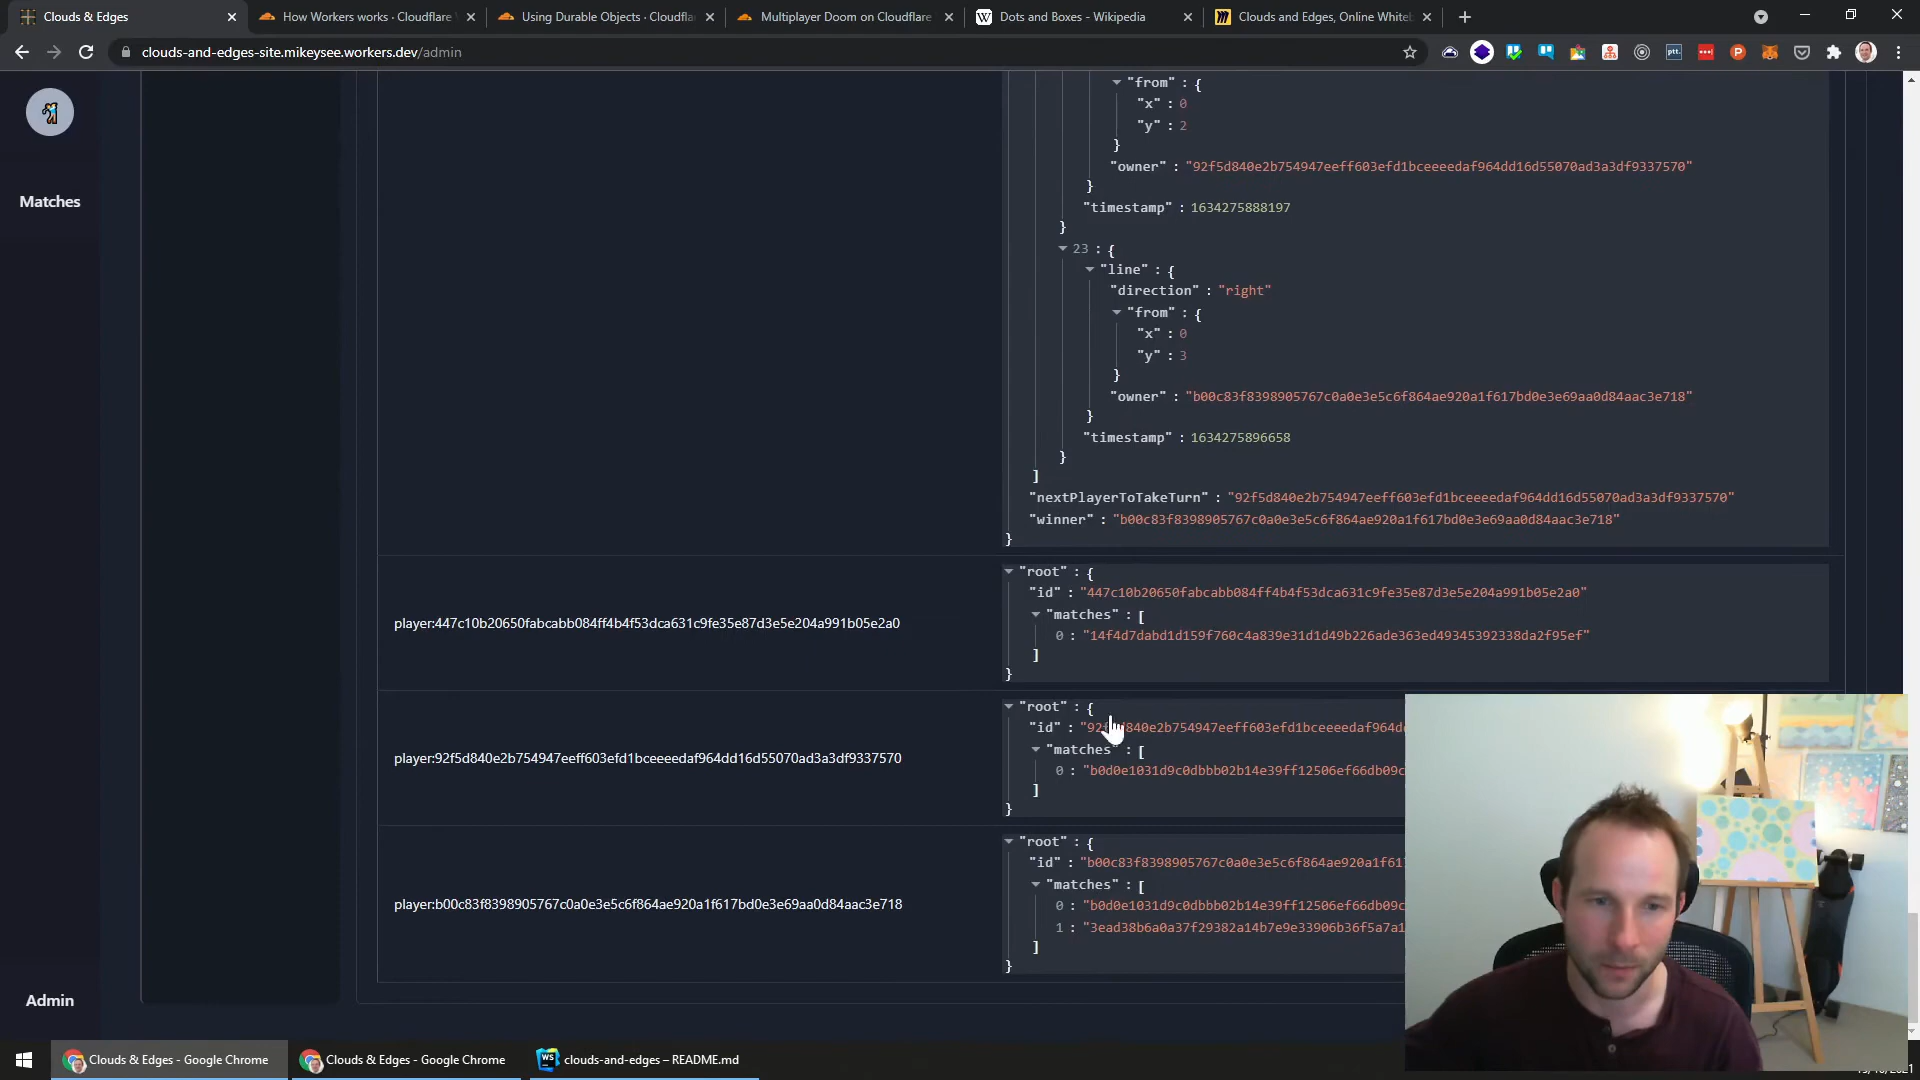 Clouds & Edges
How Workers works · Cloudflare
Using Durable Objects · Cloudfla
Multiplayer Doom on Cloudflare
Dots and Boxes - Wikipedia
Clouds and Edges, Online White
clouds-and-edges-site.mikeysee.workers.dev/admin
Matches
"from" : {
"x" : 0
"y" : 2
}
"owner" : "92f5d840e2b754947eeff603efd1bceeeedaf964dd16d55070ad3a3df9337570"
}
"timestamp" : 1634275888197
}
23 : {
"line" : {
"direction" : "right"
"from" : {
"x" : 0
"y" : 3
}
"owner" : "b00c83f8398905767c0a0e3e5c6f864ae920a1f617bd0e3e69aa0d84aac3e718"
}
"timestamp" : 1634275896658
}
]
"nextPlayerToTakeTurn" : "92f5d840e2b754947eeff603efd1bceeeedaf964dd16d55070ad3a3df9337570"
"winner" : "b00c83f8398905767c0a0e3e5c6f864ae920a1f617bd0e3e69aa0d84aac3e718"
}
player:447c10b20650fabcabb084ff4b4f53dca631c9fe35e87d3e5e204a991b05e2a0
"root" : {
"id" : "447c10b20650fabcabb084ff4b4f53dca631c9fe35e87d3e5e204a991b05e2a0"
"matches" : [
0 : "14f4d7dabd1d159f760c4a839e31d1d49b226ade363ed49345392338da2f95ef"
]
}
player:92f5d840e2b754947eeff603efd1bceeeedaf964dd16d55070ad3a3df9337570
"root" : {
"id" : "92f5d840e2b754947eeff603efd1bceeeedaf964d
"matches" : [
0 : "b0d0e1031d9c0dbbb02b14e39ff12506ef66db09c
]
}
player:b00c83f8398905767c0a0e3e5c6f864ae920a1f617bd0e3e69aa0d84aac3e718
"root" : {
"id" : "b00c83f8398905767c0a0e3e5c6f864ae920a1f61
"matches" : [
0 : "b0d0e1031d9c0dbbb02b14e39ff12506ef66db09c
1 : "3ead38b6a0a37f29382a14b7e9e33906b36f5a7a1
]
}
Admin
Clouds & Edges - Google Chrome
Clouds & Edges - Google Chrome
WS
clouds-and-edges – README.md